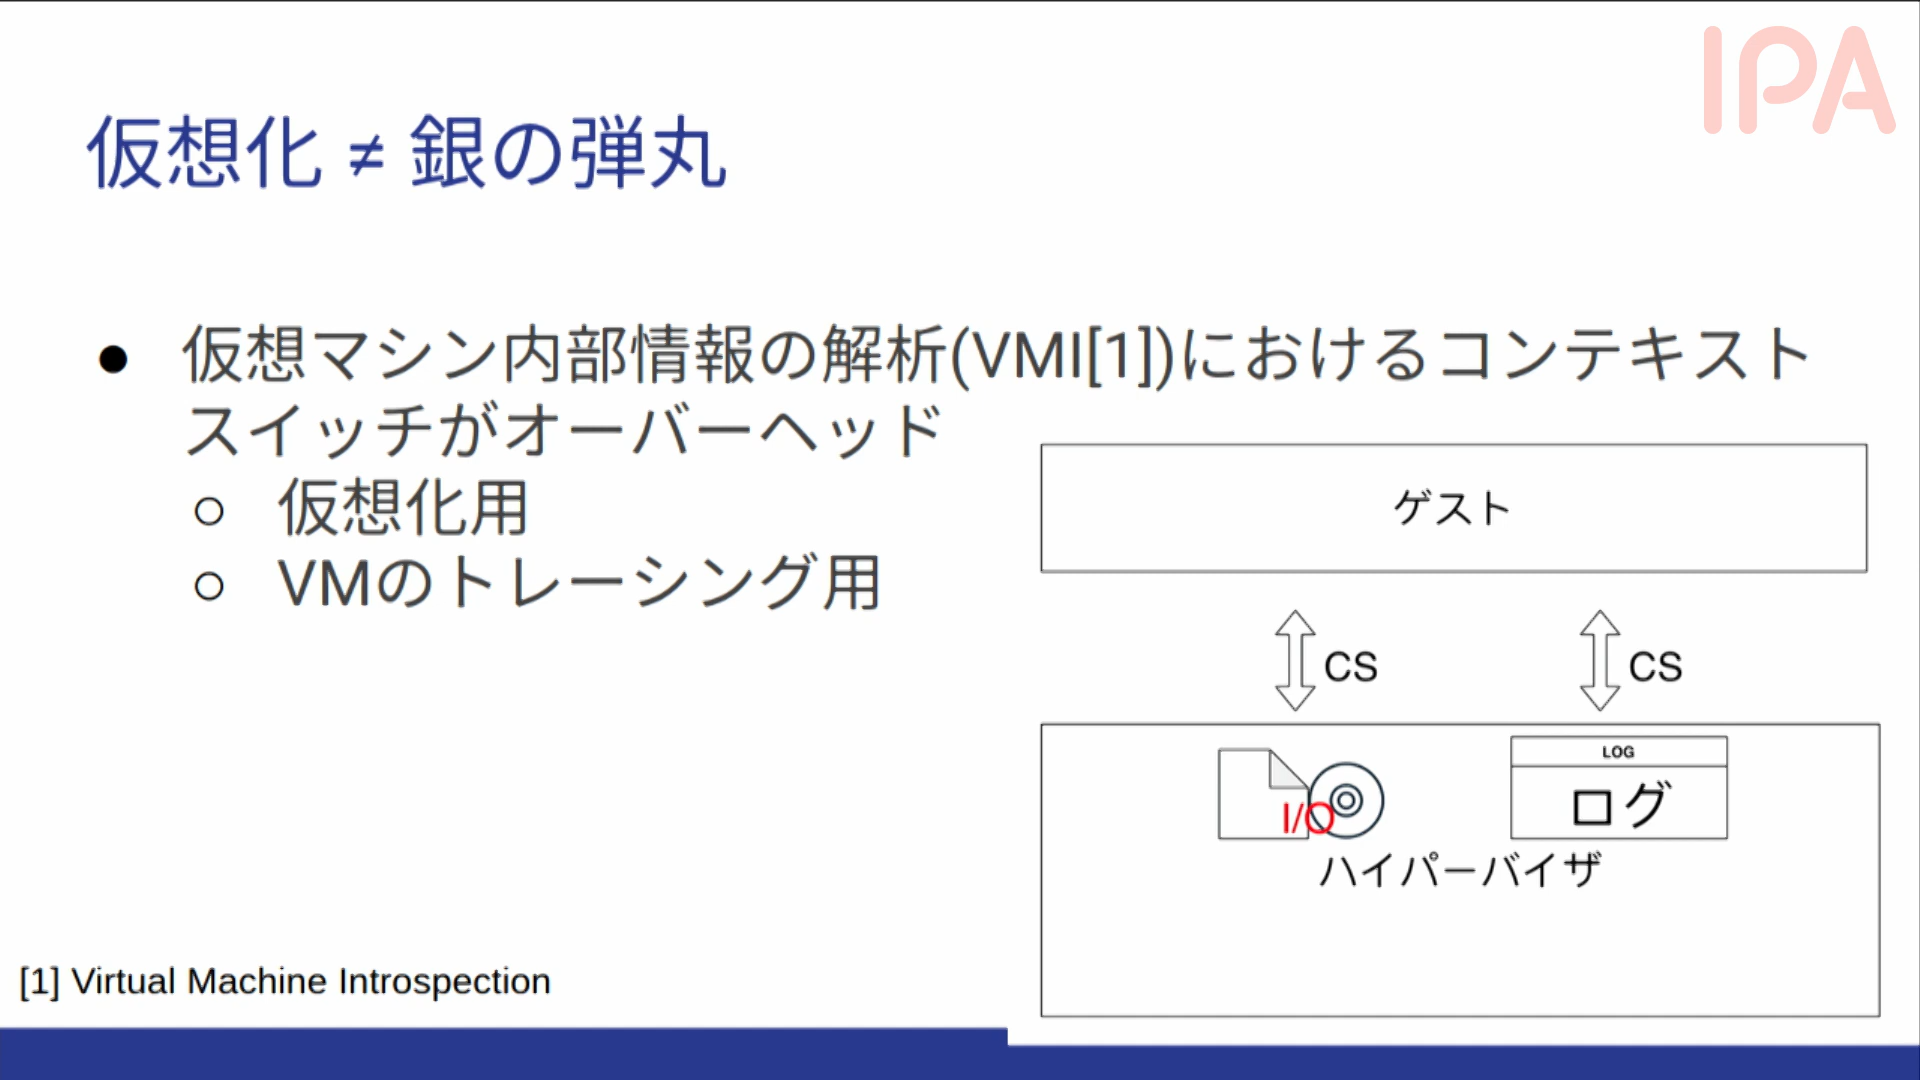 IPA
仮想化 ≠ 銀の弾丸
● 仮想マシン内部情報の解析(VMI[1])におけるコンテキスト
スイッチがオーバーヘッド
○ 仮想化用
○ VMのトレーシング用
ゲスト
CS
CS
LOG
I/O
ログ
ハイパーバイザ
[1] Virtual Machine Introspection